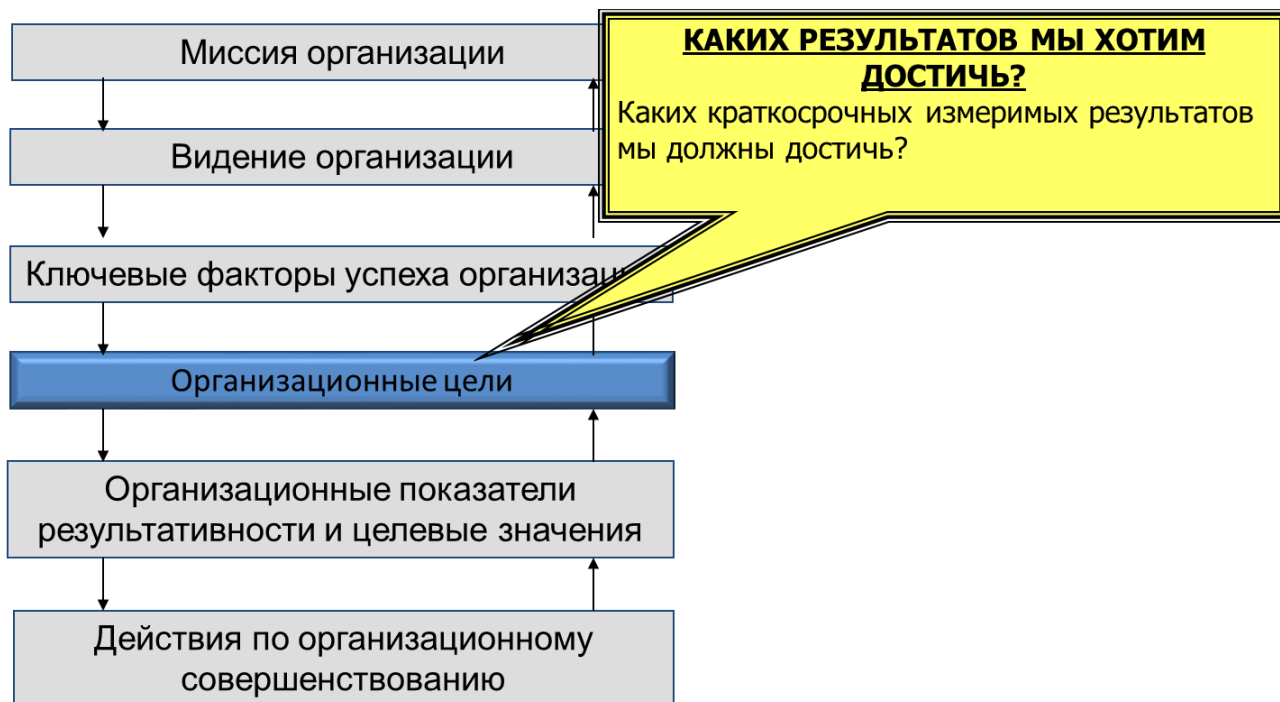 Миссия организации
КАКИХ РЕЗУЛЬТАТОВ МЫ ХОТИМ
ДОСТИЧЬ?
Каких краткосрочных измеримых результатов
мы должны достичь?
Видение организации
Ключевые факторы успеха
Организационные цели
Организационные показатели
результативности и целевые значения
Действия по организационному
совершенствованию